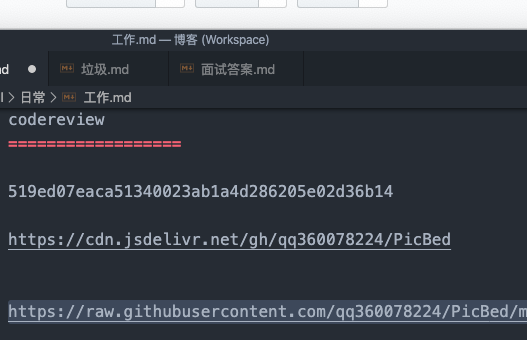 工作.md — 博客 (Workspace)
垃圾.md
面试答案.md
日常 > 工作.md
codereview
==================
519ed07eaca51340023ab1a4d286205e02d36b14
https://cdn.jsdelivr.net/gh/qq360078224/PicBed
https://raw.githubusercontent.com/qq360078224/PicBed/m